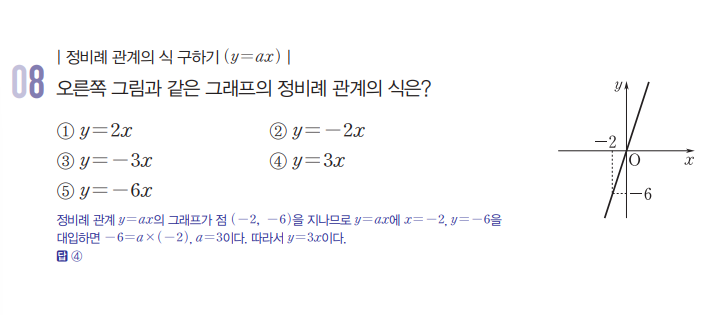 | 정비례 관계의 식 구하기 (y=ax) |
08 오른쪽 그림과 같은 그래프의 정비례 관계의 식은?
① y=2x ② y=-2x
③ y=-3x ④ y=3x
⑤ y=-6x
정비례 관계 y=ax의 그래프가 점 (-2, -6)을 지나므로 y=ax에 x=-2, y=-6을
대입하면 -6=a×(-2), a=3이다. 따라서 y=3x이다.
답 ④
y
-2
O x
-6